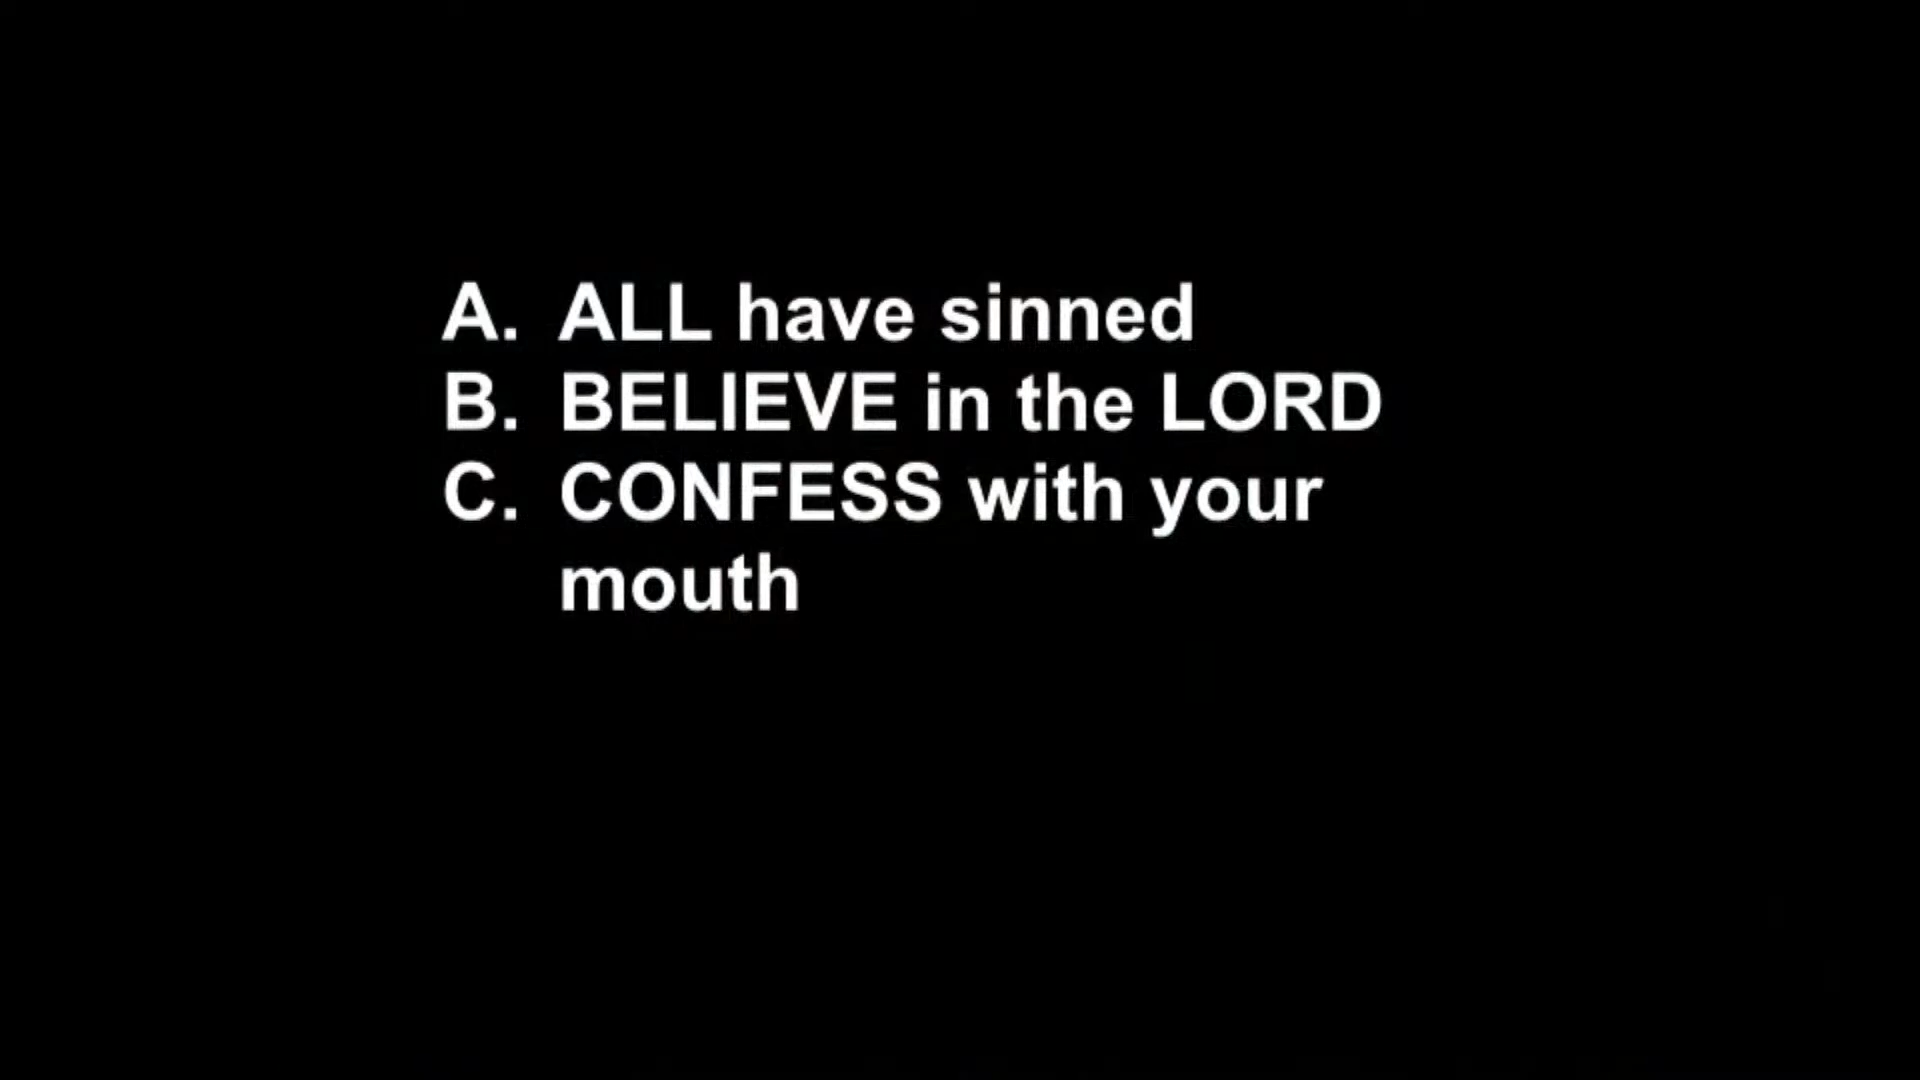 A. ALL have sinned
B. BELIEVE in the LORD
C. CONFESS with your
mouth